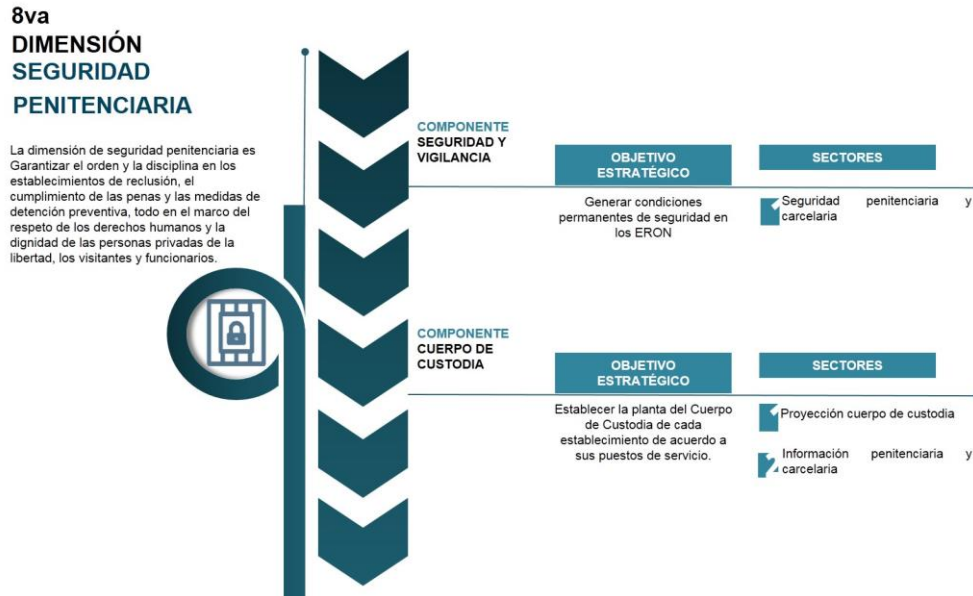 8va
DIMENSIÓN
SEGURIDAD
PENITENCIARIA
La dimensión de seguridad penitenciaria es
Garantizar el orden y la disciplina en los
establecimientos de reclusión, el
cumplimiento de las penas y las medidas de
detención preventiva, todo en el marco del
respeto de los derechos humanos y la
dignidad de las personas privadas de la
libertad, los visitantes y funcionarios.
COMPONENTE
SEGURIDAD Y
VIGILANCIA
OBJETIVO
ESTRATÉGICO
Generar condiciones
permanentes de seguridad en
los ERON
SECTORES
1 Seguridad penitenciaria y
carcelaria
COMPONENTE
CUERPO DE
CUSTODIA
OBJETIVO
ESTRATÉGICO
Establecer la planta del Cuerpo
de Custodia de cada
establecimiento de acuerdo a
sus puestos de servicio.
SECTORES
1 Proyección cuerpo de custodia
2 Información penitenciaria y
carcelaria